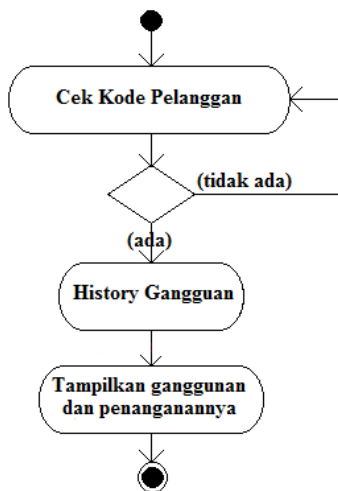 Cek Kode Pelanggan
(tidak ada)
(ada)
History Gangguan
Tampilkan ganggunan
dan penanganannya